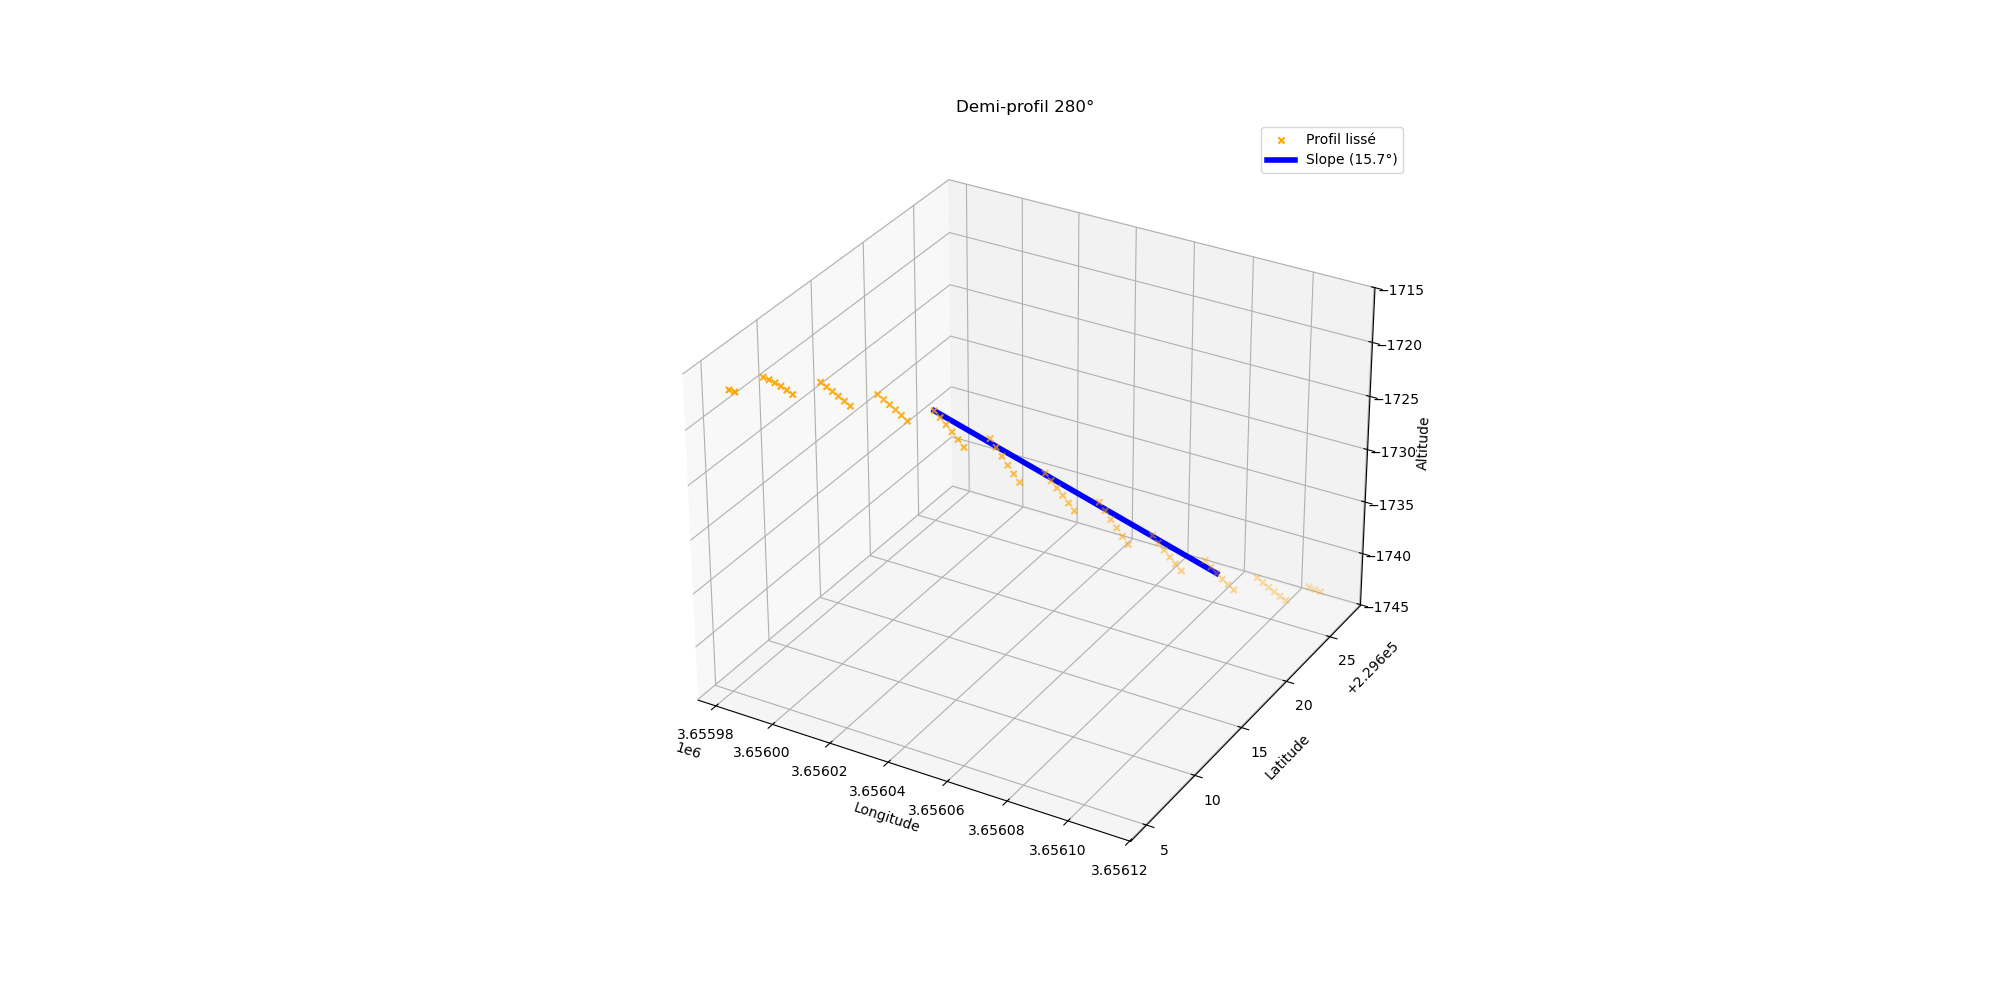 Demi-profil 280°
Profil lissé
Slope (15.7°)
−1715
−1720
−1725
−1730
−1735
−1740
−1745
Altitude
25
20
15
10
5
+2.296e5
Latitude
3.65598
3.65600
3.65602
3.65604
3.65606
3.65608
3.65610
3.65612
1e6
Longitude